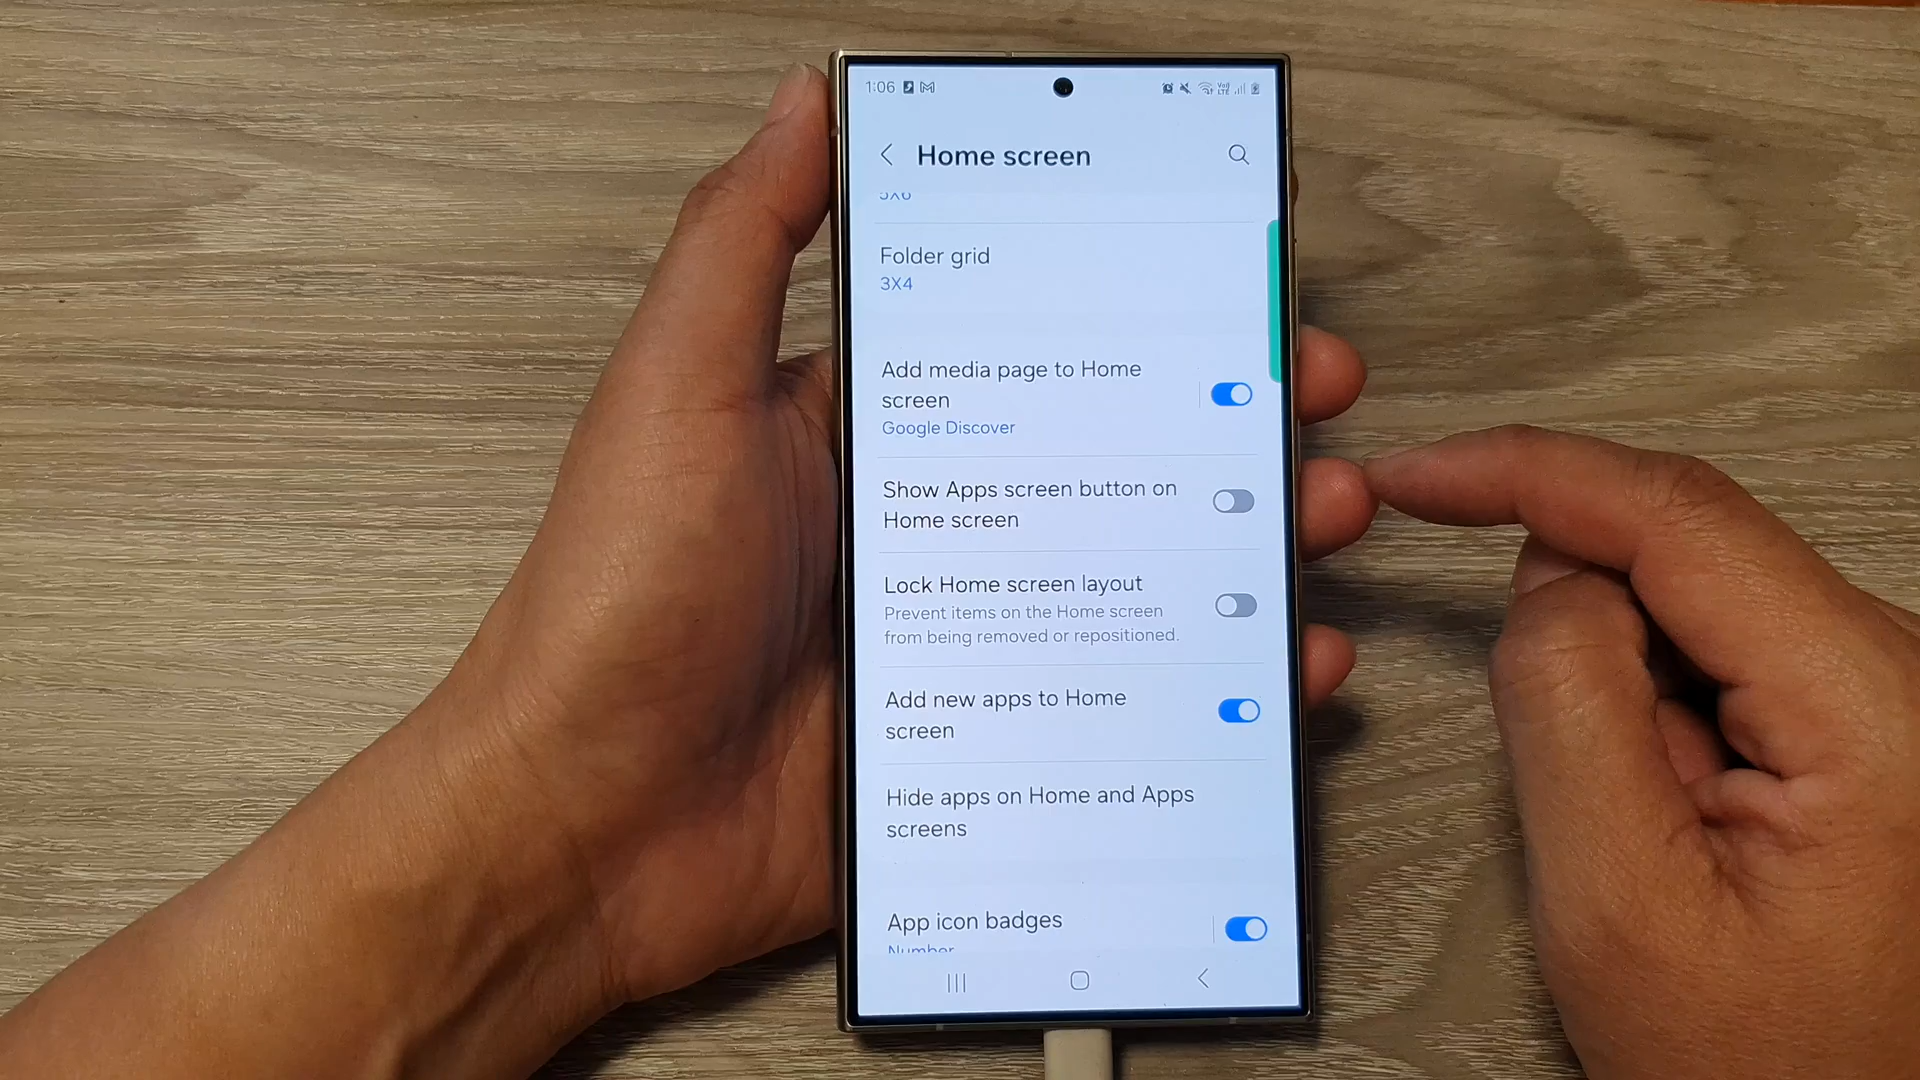 1:06
Home screen
5X6
Folder grid
3X4
Add media page to Home
screen
Google Discover
Show Apps screen button on
Home screen
Lock Home screen layout
Prevent items on the Home screen
from being removed or repositioned.
Add new apps to Home
screen
Hide apps on Home and Apps
screens
App icon badges
Number